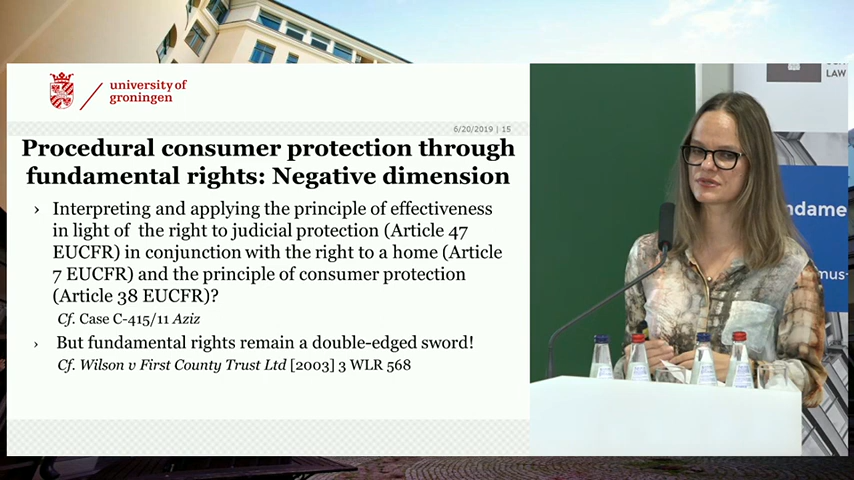 university of
groningen
6/20/2019 | 15
Procedural consumer protection through
fundamental rights: Negative dimension
› Interpreting and applying the principle of effectiveness
in light of the right to judicial protection (Article 47
EUCFR) in conjunction with the right to a home (Article
7 EUCFR) and the principle of consumer protection
(Article 38 EUCFR)?
Cf. Case C-415/11 Aziz
› But fundamental rights remain a double-edged sword!
Cf. Wilson v First County Trust Ltd [2003] 3 WLR 568
LAW